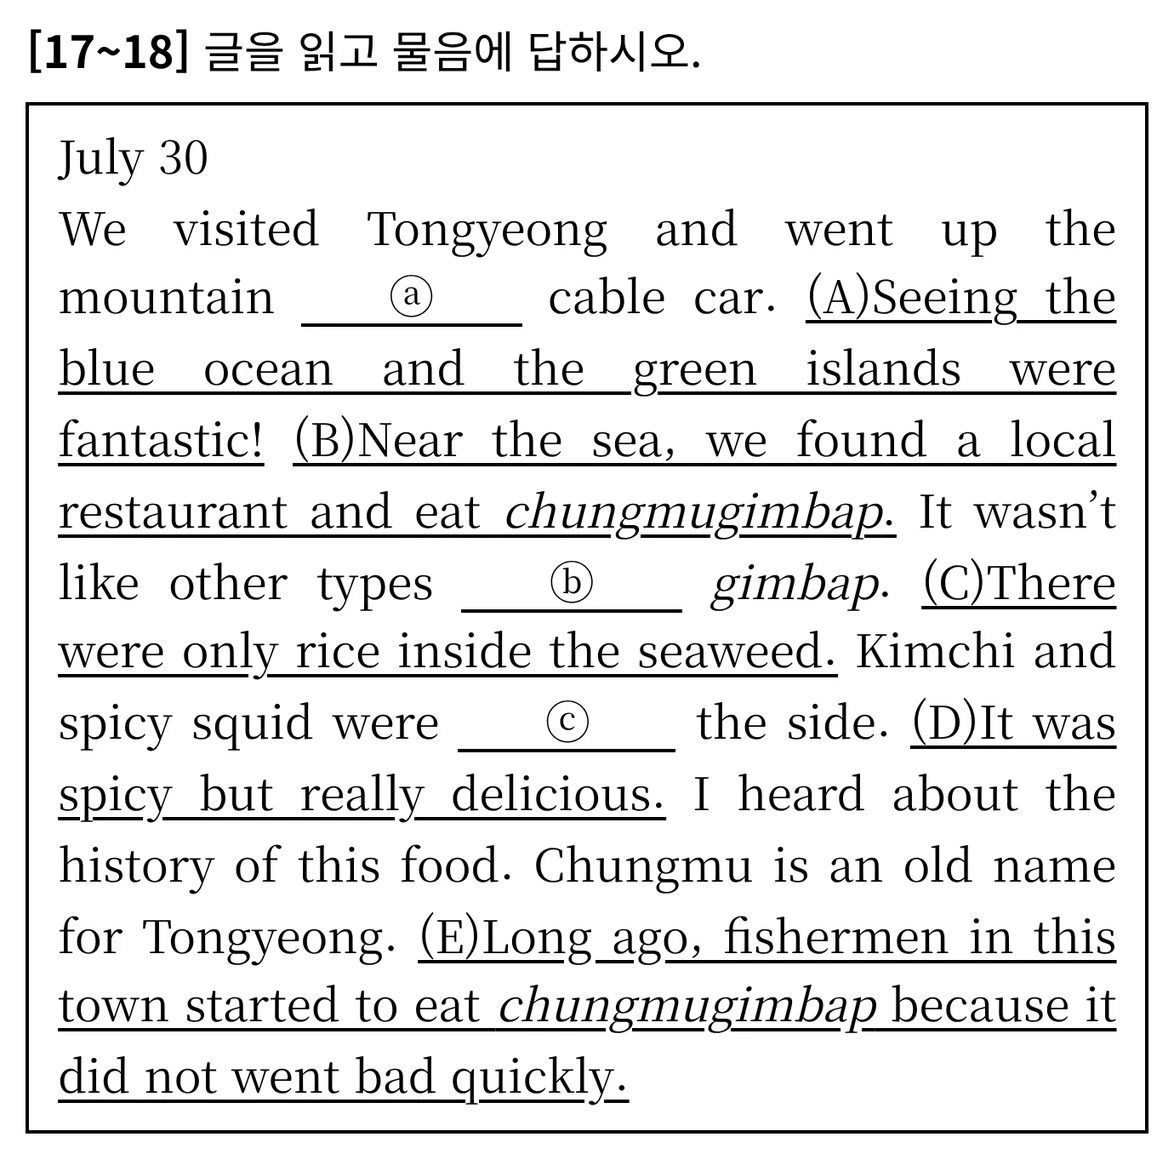 [17~18] 글을 읽고 물음에 답하시오.
July 30
We visited Tongyeong and went up the
mountain ⓐ cable car. (A)Seeing the
blue ocean and the green islands were
fantastic! (B)Near the sea, we found a local
restaurant and eat chungmugimbap. It wasn’t
like other types ⓑ gimbap. (C)There
were only rice inside the seaweed. Kimchi and
spicy squid were ⓒ the side. (D)It was
spicy but really delicious. I heard about the
history of this food. Chungmu is an old name
for Tongyeong. (E)Long ago, fishermen in this
town started to eat chungmugimbap because it
did not went bad quickly.